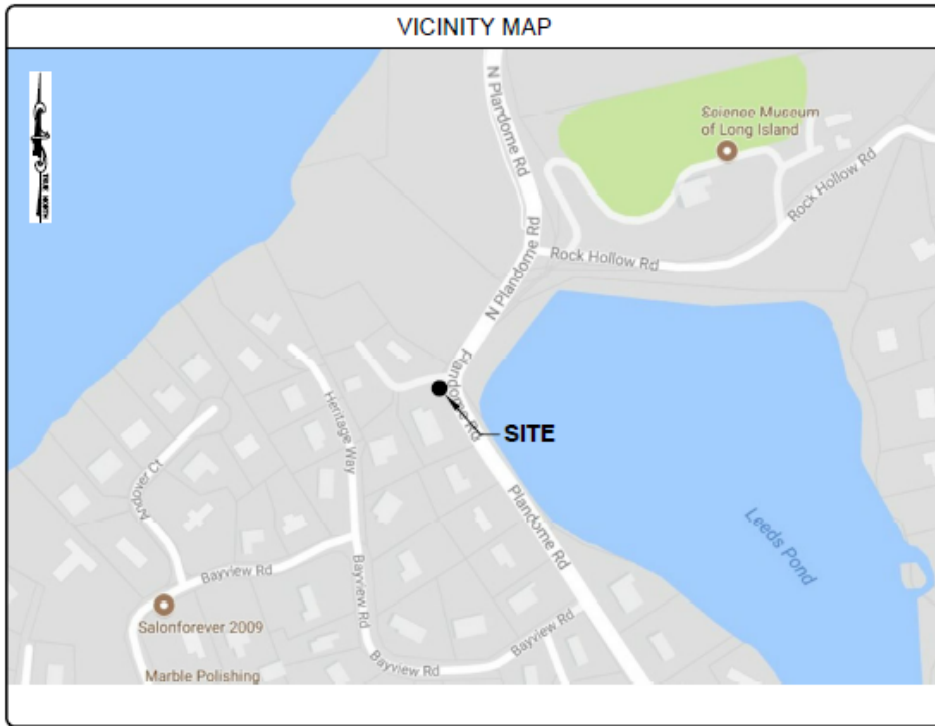 VICINITY MAP
TRUE NORTH
N Plandome Rd
Science Museum
of Long Island
Rock Hollow Rd
N Plandome Rd
Rock Hollow Rd
Plandome Rd
Heritage Way
SITE
Andover Ct
Plandome Rd
Leeds Pond
Bayview Rd
Bayview Rd
Salonforever 2009
Bayview Rd
Bayview Rd
Marble Polishing